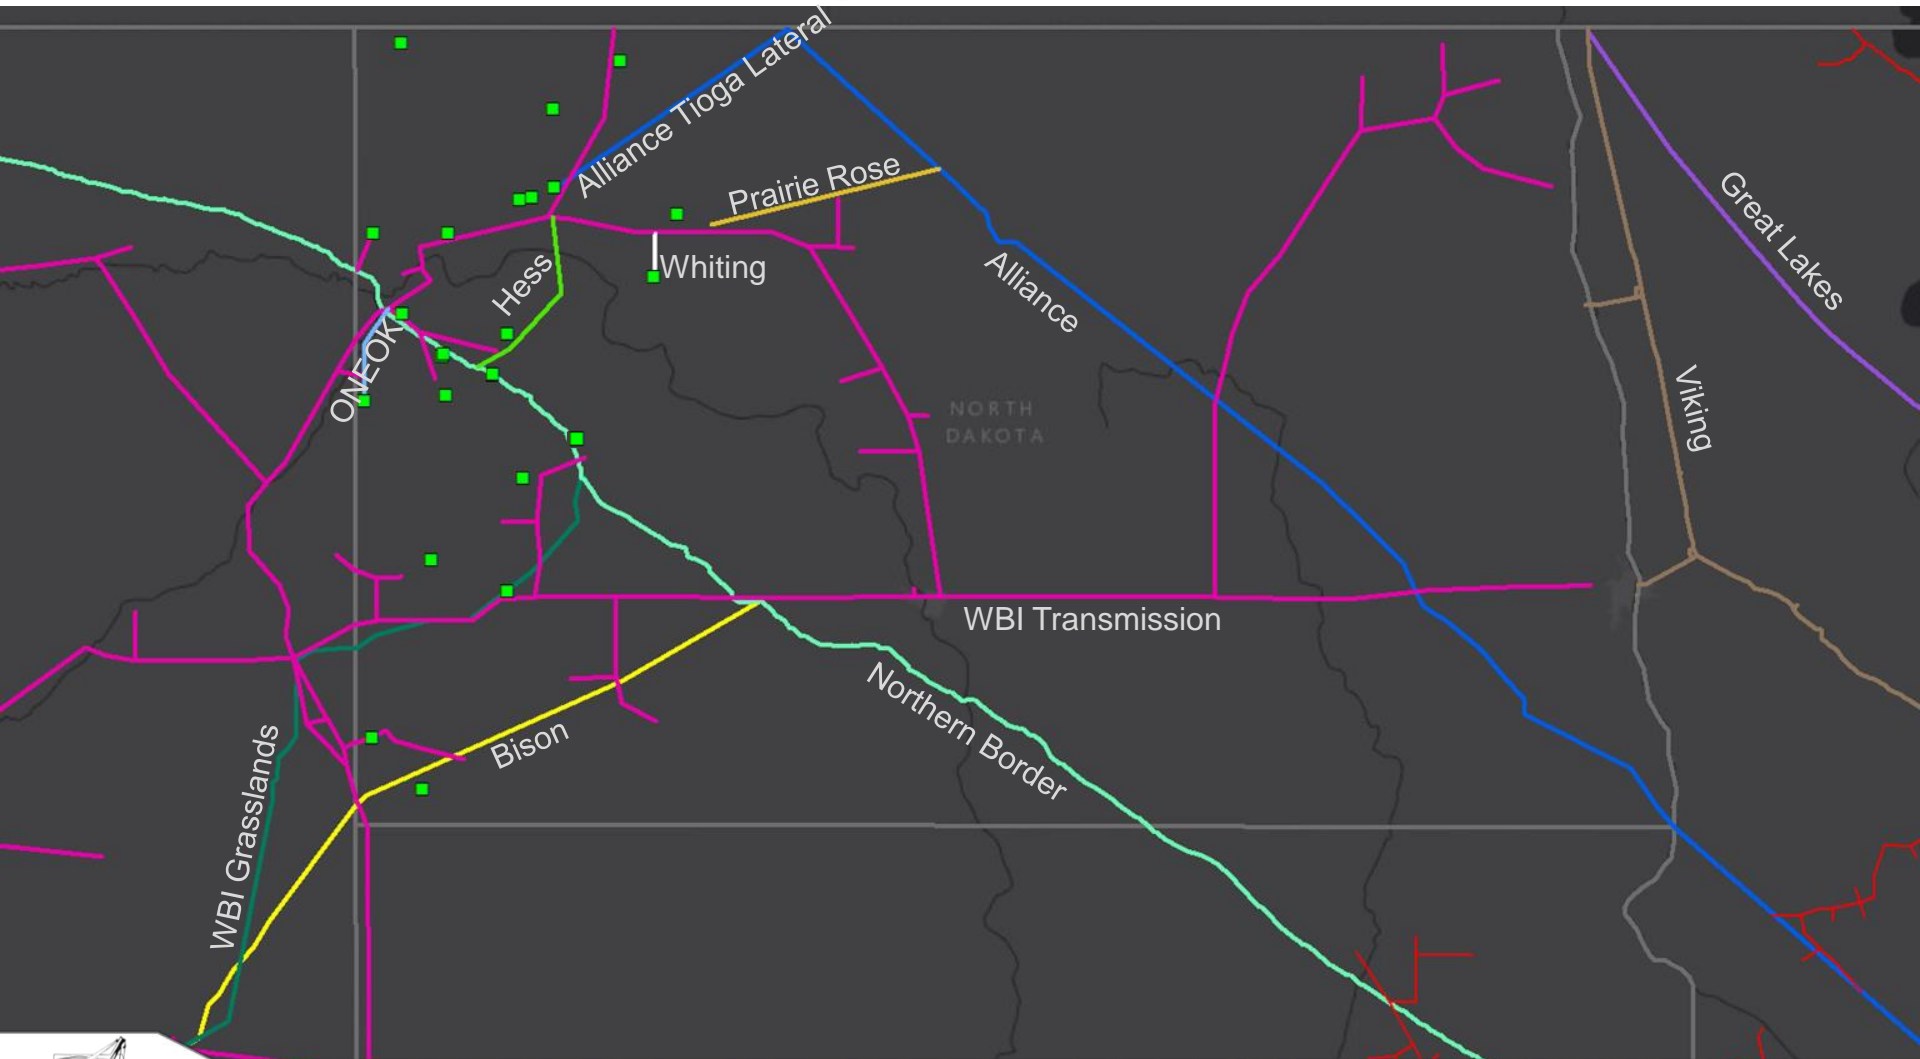 Alliance Tioga Lateral
Prairie Rose
Great Lakes
Hess
Whiting
Alliance
ONEOK
Viking
NORTH
DAKOTA
WBI Transmission
Northern Border
Bison
WBI Grasslands